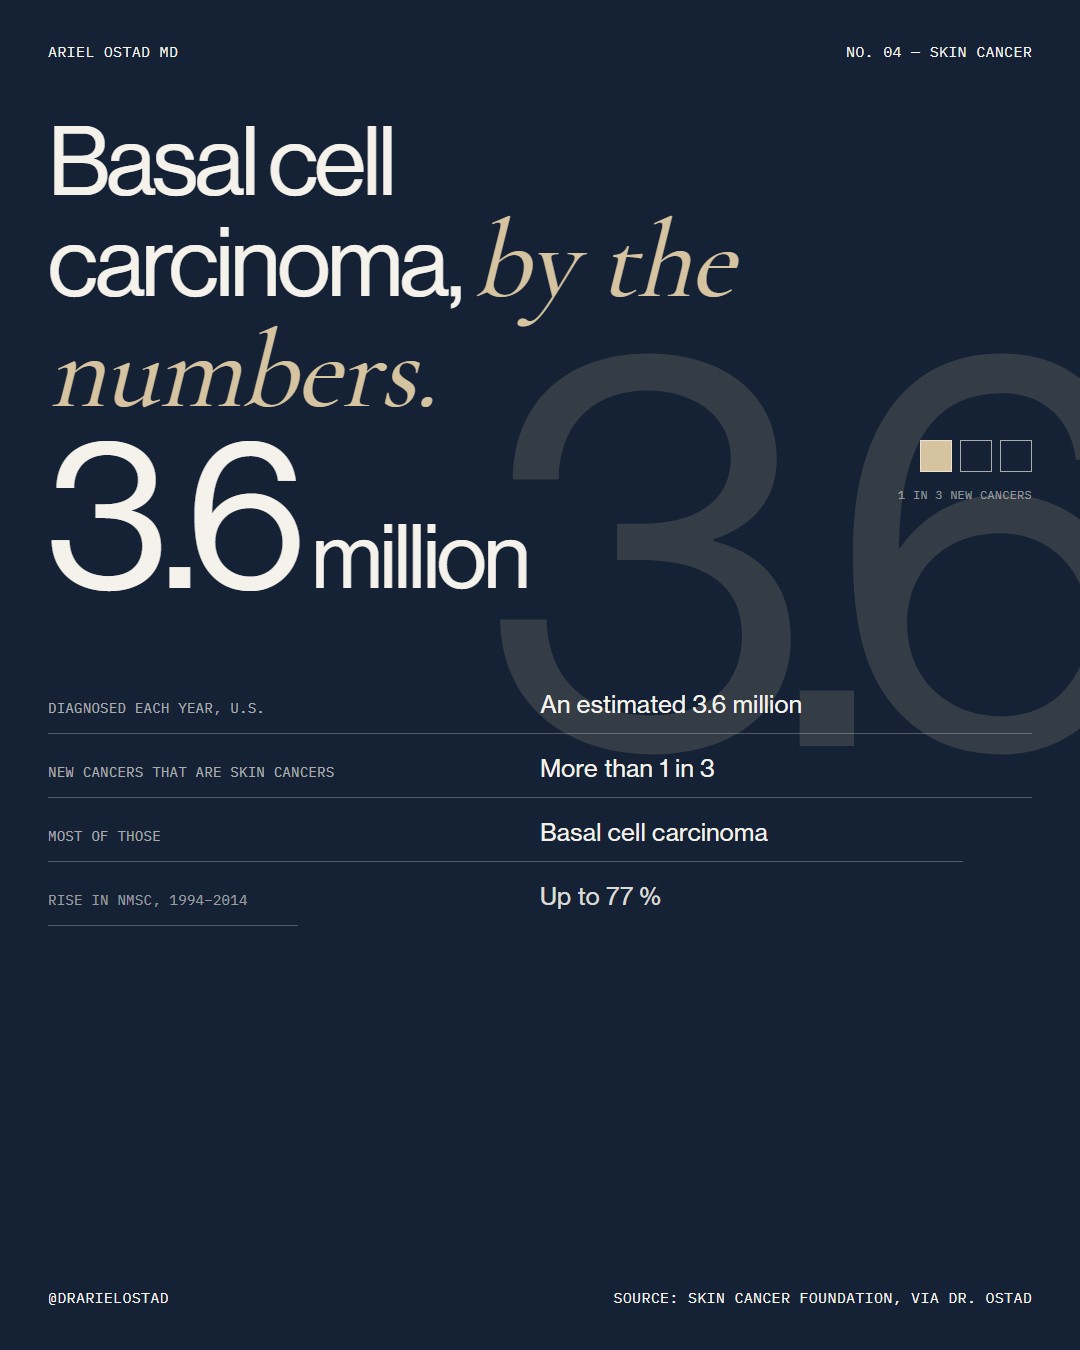 ARIEL OSTAD MD
NO. 04 — SKIN CANCER
Basal cell
carcinoma, by the
numbers.
3.6
3.6 million
1 IN 3 NEW CANCERS
DIAGNOSED EACH YEAR, U.S.
An estimated 3.6 million
NEW CANCERS THAT ARE SKIN CANCERS
More than 1 in 3
MOST OF THOSE
Basal cell carcinoma
RISE IN NMSC, 1994–2014
Up to 77 %
@DRARIELOSTAD
SOURCE: SKIN CANCER FOUNDATION, VIA DR. OSTAD